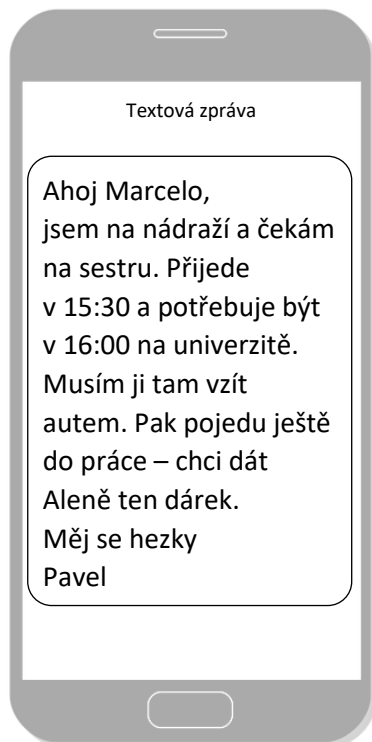 Textová zpráva
Ahoj Marcelo,
jsem na nádraží a čekám
na sestru. Přijede
v 15:30 a potřebuje být
v 16:00 na univerzitě.
Musím ji tam vzít
autem. Pak pojedu ještě
do práce – chci dát
Aleně ten dárek.
Měj se hezky
Pavel